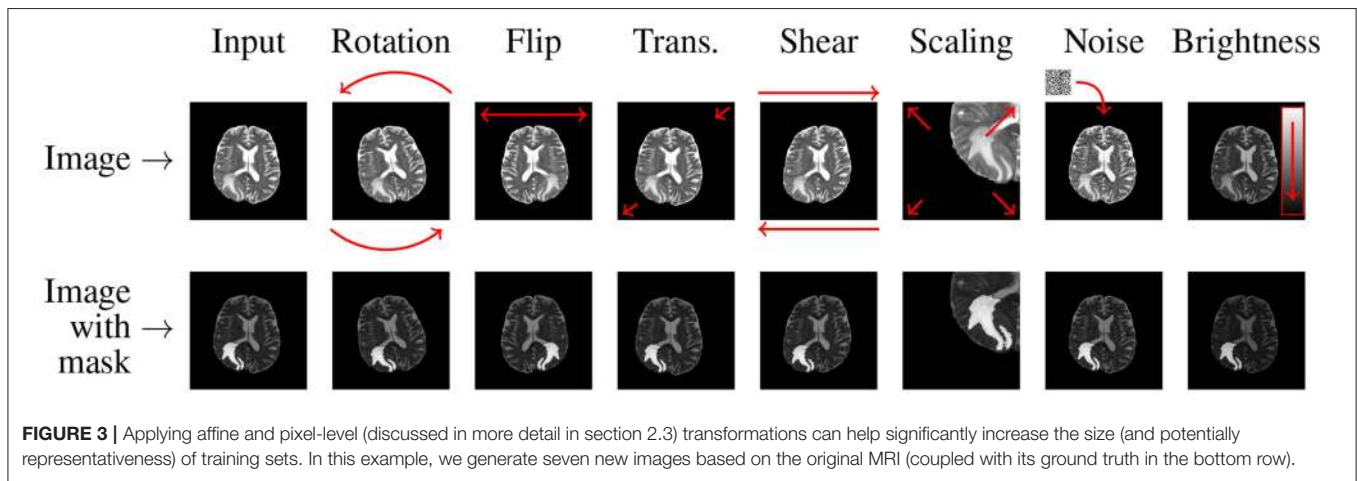 Input Rotation Flip Trans. Shear Scaling Noise Brightness
Image →
Image
with →
mask
FIGURE 3 | Applying affine and pixel-level (discussed in more detail in section 2.3) transformations can help significantly increase the size (and potentially
representativeness) of training sets. In this example, we generate seven new images based on the original MRI (coupled with its ground truth in the bottom row).